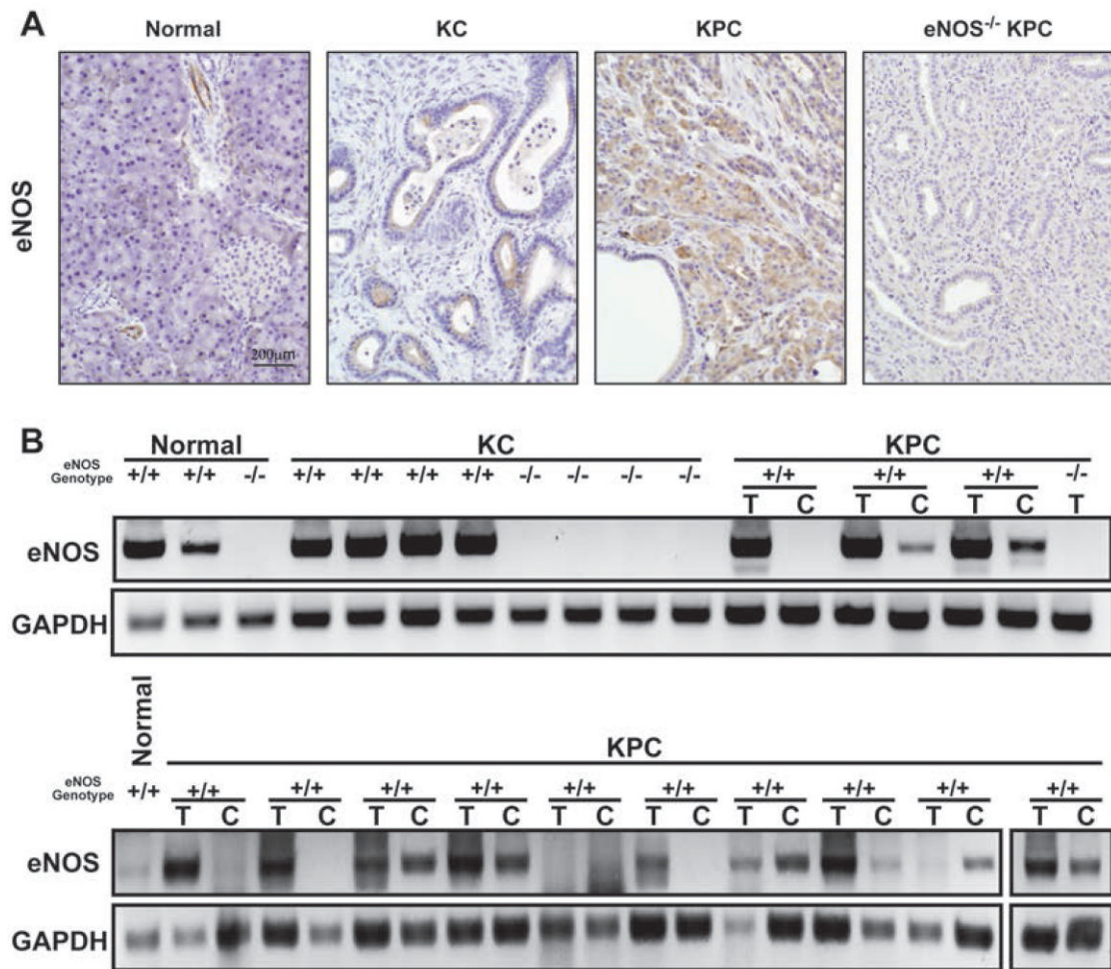 A
Normal KC KPC eNOS-/- KPC
eNOS
200µm
B
Normal KC KPC
eNOS Genotype +/+ +/+ -/- +/+ +/+ +/+ +/+ -/- -/- -/- -/- +/+ +/+ +/+ -/-
T C T C T C T
eNOS
GAPDH
Normal
KPC
eNOS Genotype +/+ +/+ +/+ +/+ +/+ +/+ +/+ +/+ +/+ +/+ +/+
T C T C T C T C T C T C T C T C T C T C
eNOS
GAPDH